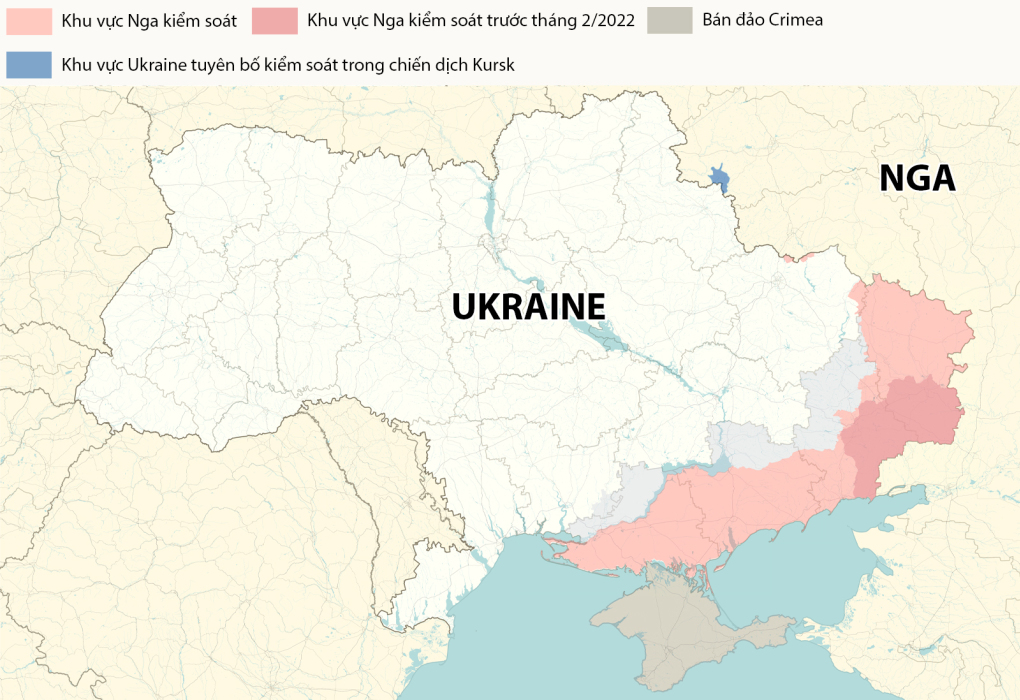 Khu vực Nga kiểm soát
Khu vực Nga kiểm soát trước tháng 2/2022
Bán đảo Crimea
Khu vực Ukraine tuyên bố kiểm soát trong chiến dịch Kursk
NGA
UKRAINE